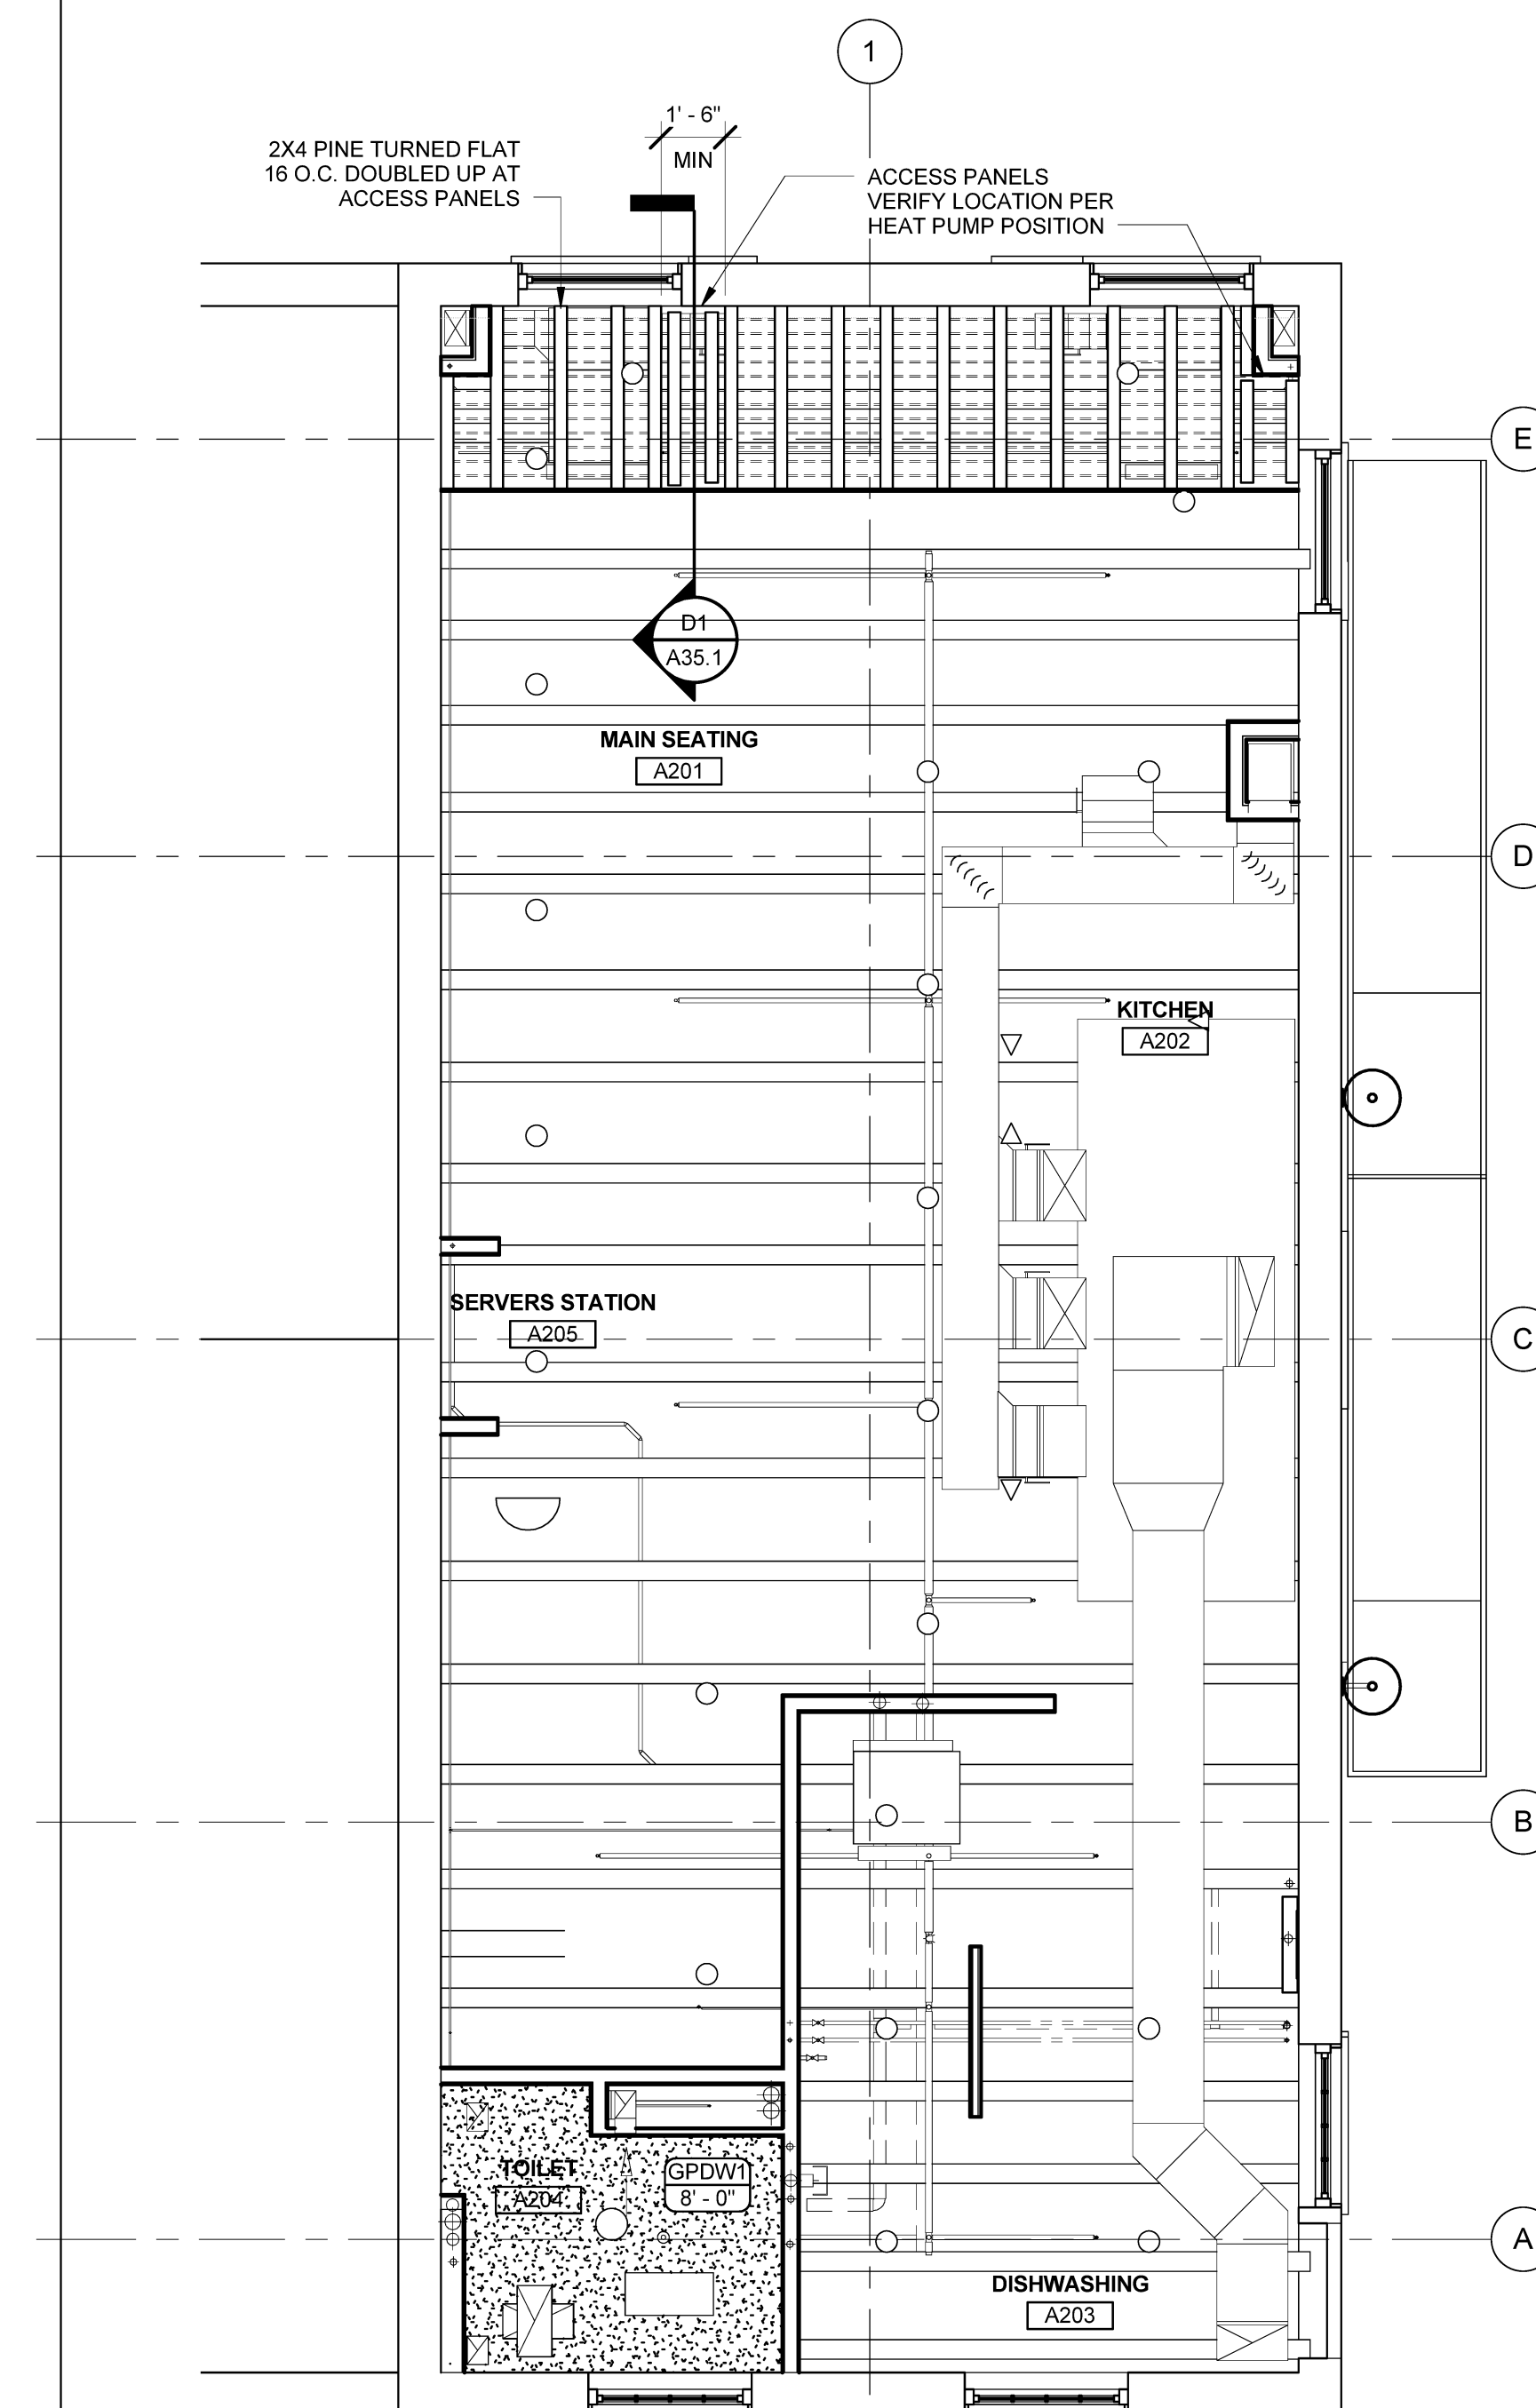 1
1' - 6"
MIN
2X4 PINE TURNED FLAT
16 O.C. DOUBLED UP AT
ACCESS PANELS
ACCESS PANELS
VERIFY LOCATION PER
HEAT PUMP POSITION
E
D1
A35.1
MAIN SEATING
A201
D
KITCHEN
A202
SERVERS STATION
A205
C
B
TOILET
A204
GPDW1
8' - 0"
A
DISHWASHING
A203